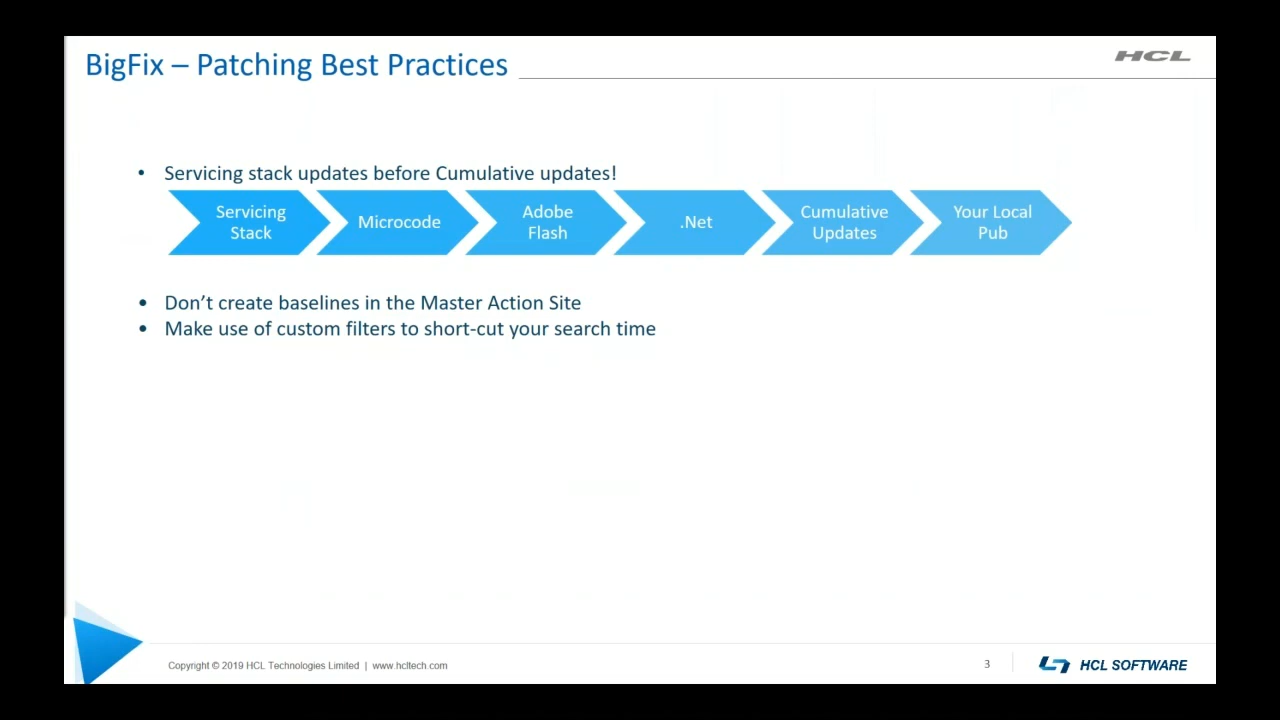 BigFix – Patching Best Practices
HCL
• Servicing stack updates before Cumulative updates!
Servicing
Stack
Microcode
Adobe
Flash
.Net
Cumulative
Updates
Your Local
Pub
• Don’t create baselines in the Master Action Site
• Make use of custom filters to short-cut your search time
Copyright © 2019 HCL Technologies Limited | www.hcltech.com
3
HCL SOFTWARE